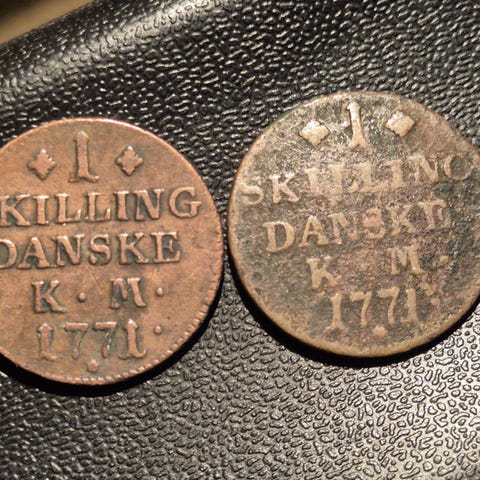 1
KILLING
DANSKE
K · M ·
1771
1
SKILLING
DANSKE
K M ·
1771